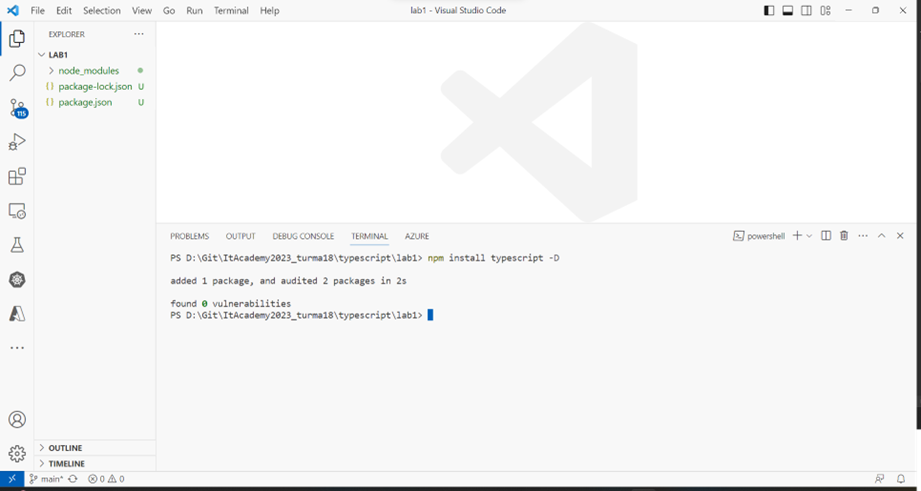 File Edit Selection View Go Run Terminal Help
lab1 - Visual Studio Code
EXPLORER
LAB1
node_modules
package-lock.json U
package.json U
115
PROBLEMS OUTPUT DEBUG CONSOLE TERMINAL AZURE
powershell
PS D:\Git\ItAcademy2023_turma18\typescript\lab1> npm install typescript -D
added 1 package, and audited 2 packages in 2s
found 0 vulnerabilities
PS D:\Git\ItAcademy2023_turma18\typescript\lab1>
OUTLINE
TIMELINE
main* 0 0